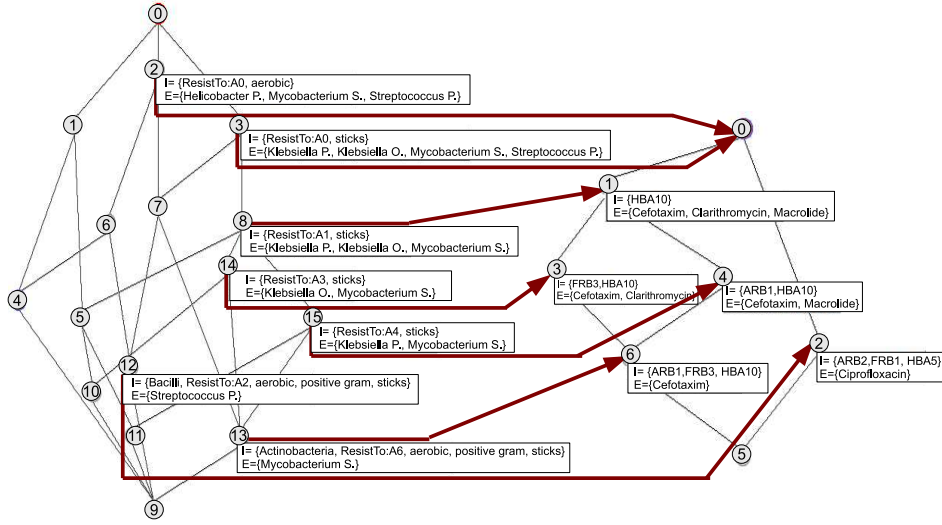 0
2
I= {ResistTo:A0, aerobic}
E={Helicobacter P., Mycobacterium S., Streptococcus P.}
1
3
I= {ResistTo:A0, sticks}
E={Klebsiella P., Klebsiella O., Mycobacterium S., Streptococcus P.}
0
1
I= {HBA10}
E={Cefotaxim, Clarithromycin, Macrolide}
7
6
8
I= {ResistTo:A1, sticks}
E={Klebsiella P., Klebsiella O., Mycobacterium S.}
14
I= {ResistTo:A3, sticks}
E={Klebsiella O., Mycobacterium S.}
3
I= {FRB3,HBA10}
E={Cefotaxim, Clarithromycin}
4
I= {ARB1,HBA10}
E={Cefotaxim, Macrolide}
4
5
15
I= {ResistTo:A4, sticks}
E={Klebsiella P., Mycobacterium S.}
2
I= {ARB2,FRB1, HBA5}
E={Ciprofloxacin}
6
I= {ARB1,FRB3, HBA10}
E={Cefotaxim}
12
I= {Bacilli, ResistTo:A2, aerobic, positive gram, sticks}
E={Streptococcus P.}
10
11
13
I= {Actinobacteria, ResistTo:A6, aerobic, positive gram, sticks}
E={Mycobacterium S.}
5
9